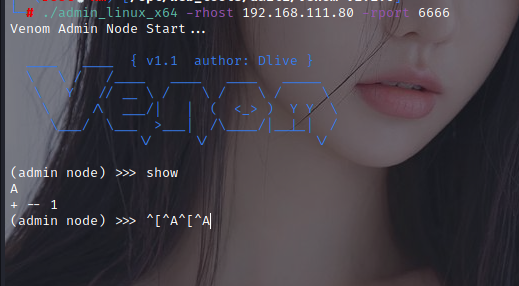 # ./admin_linux_x64 -rhost 192.168.111.80 -rport 6666
Venom Admin Node Start...
{ v1.1 author: Dlive }
(admin node) >>> show
A
+ -- 1
(admin node) >>> ^[^A^[^A